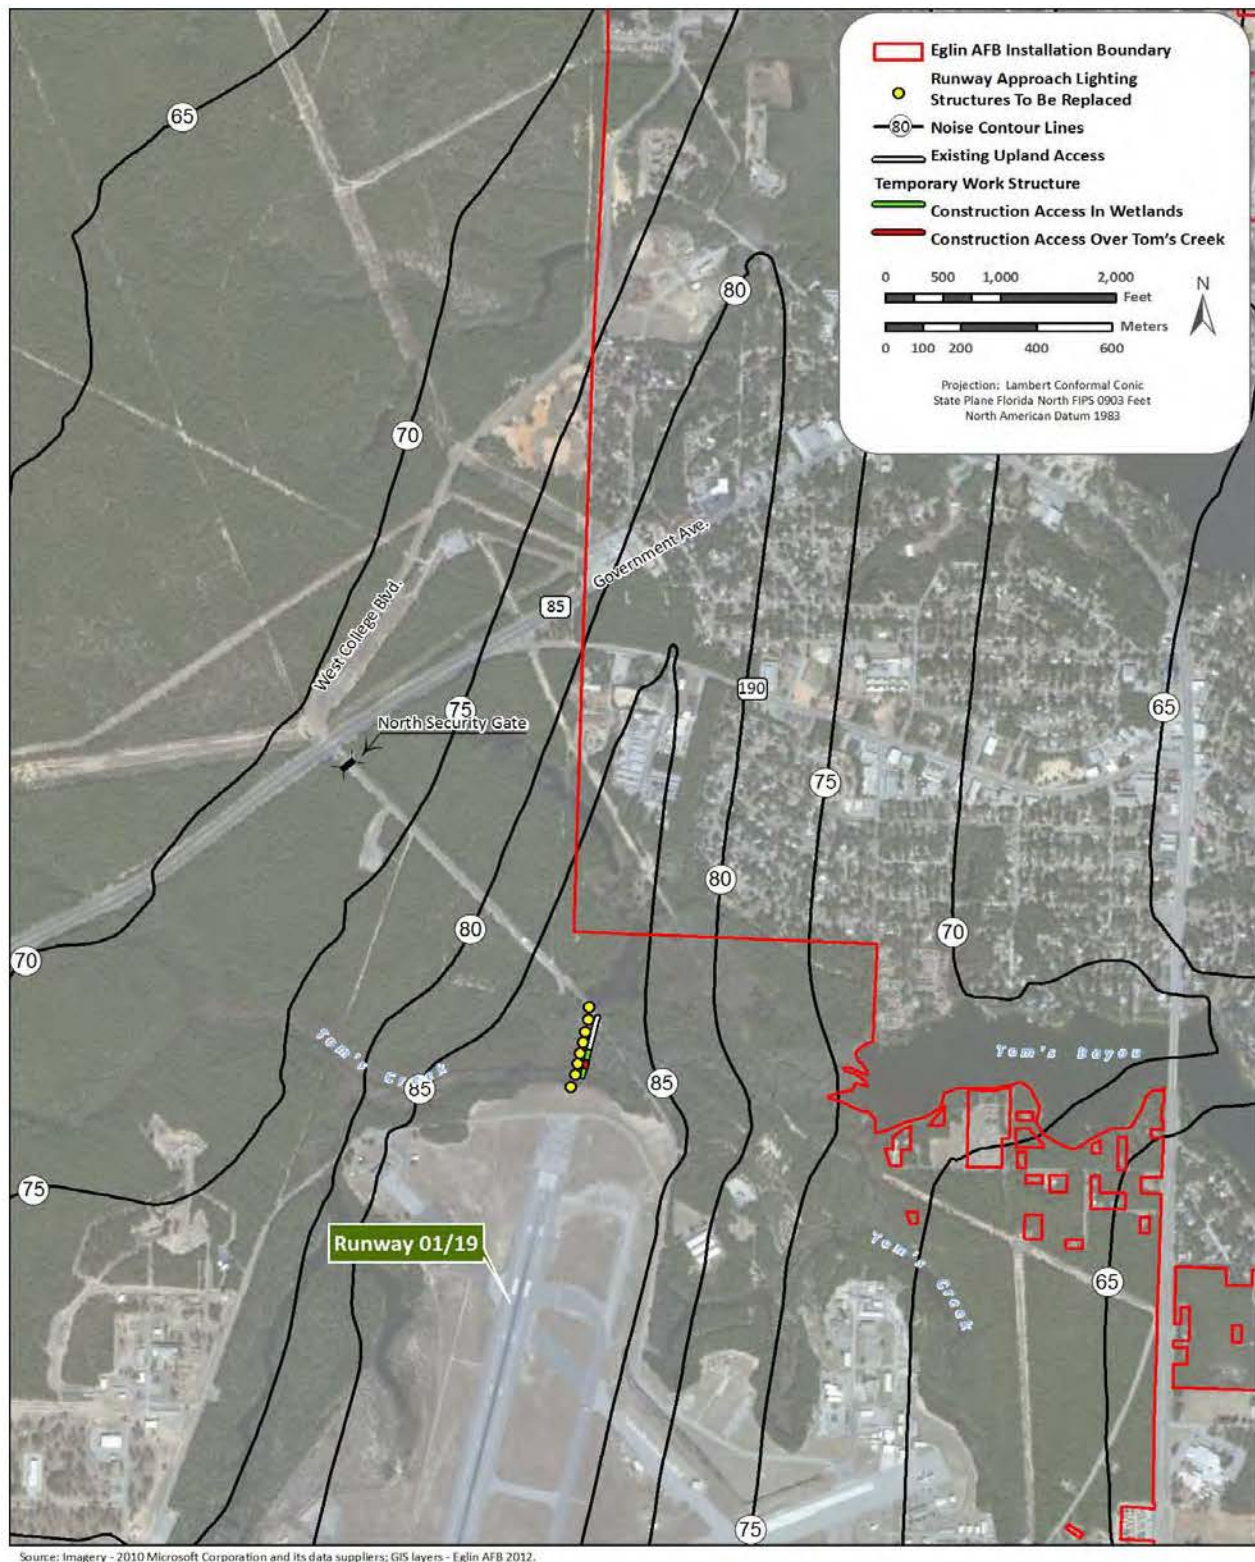 Eglin AFB Installation Boundary
Runway Approach Lighting
Structures To Be Replaced
80 Noise Contour Lines
Existing Upland Access
Temporary Work Structure
Construction Access In Wetlands
Construction Access Over Tom's Creek
0 500 1,000 2,000
Feet
N
Meters
0 100 200 400 600
Projection: Lambert Conformal Conic
State Plane Florida North FIPS 0903 Feet
North American Datum 1983
65
80
70
Government Ave.
85
West College Blvd.
190
75
North Security Gate
65
75
80
80
70
70
Tom's Creek
Tom's Bayou
85
85
75
Runway 01/19
Tom's Creek
65
75
Source: Imagery - 2010 Microsoft Corporation and its data suppliers; GIS layers - Eglin AFB 2012.